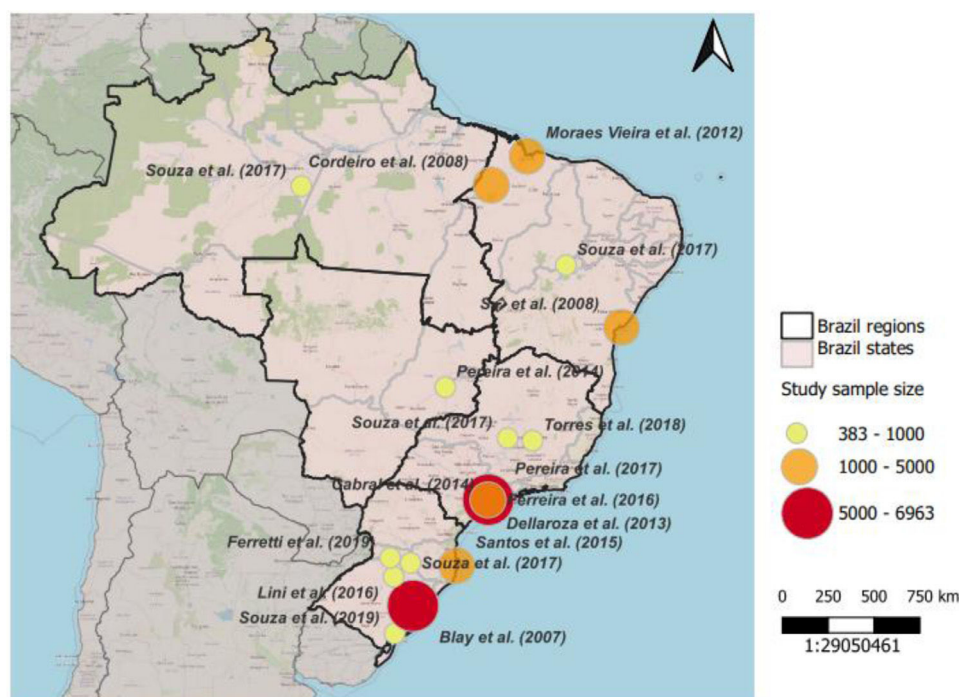 Moraes Vieira et al. (2012)
Cordeiro et al. (2008)
Souza et al. (2017)
Souza et al. (2017)
S� et al. (2008)
Pereira et al. (2014)
Souza et al. (2017)
Torres et al. (2018)
Pereira et al. (2017)
Cabral et al. (2014)
Perreira et al. (2016)
Dellaroza et al. (2013)
Santos et al. (2015)
Ferretti et al. (2019)
Souza et al. (2017)
Lini et al. (2016)
Souza et al. (2019)
Blay et al. (2007)
Brazil regions
Brazil states
Study sample size
383 - 1000
1000 - 5000
5000 - 6963
0 250 500 750 km
1:29050461